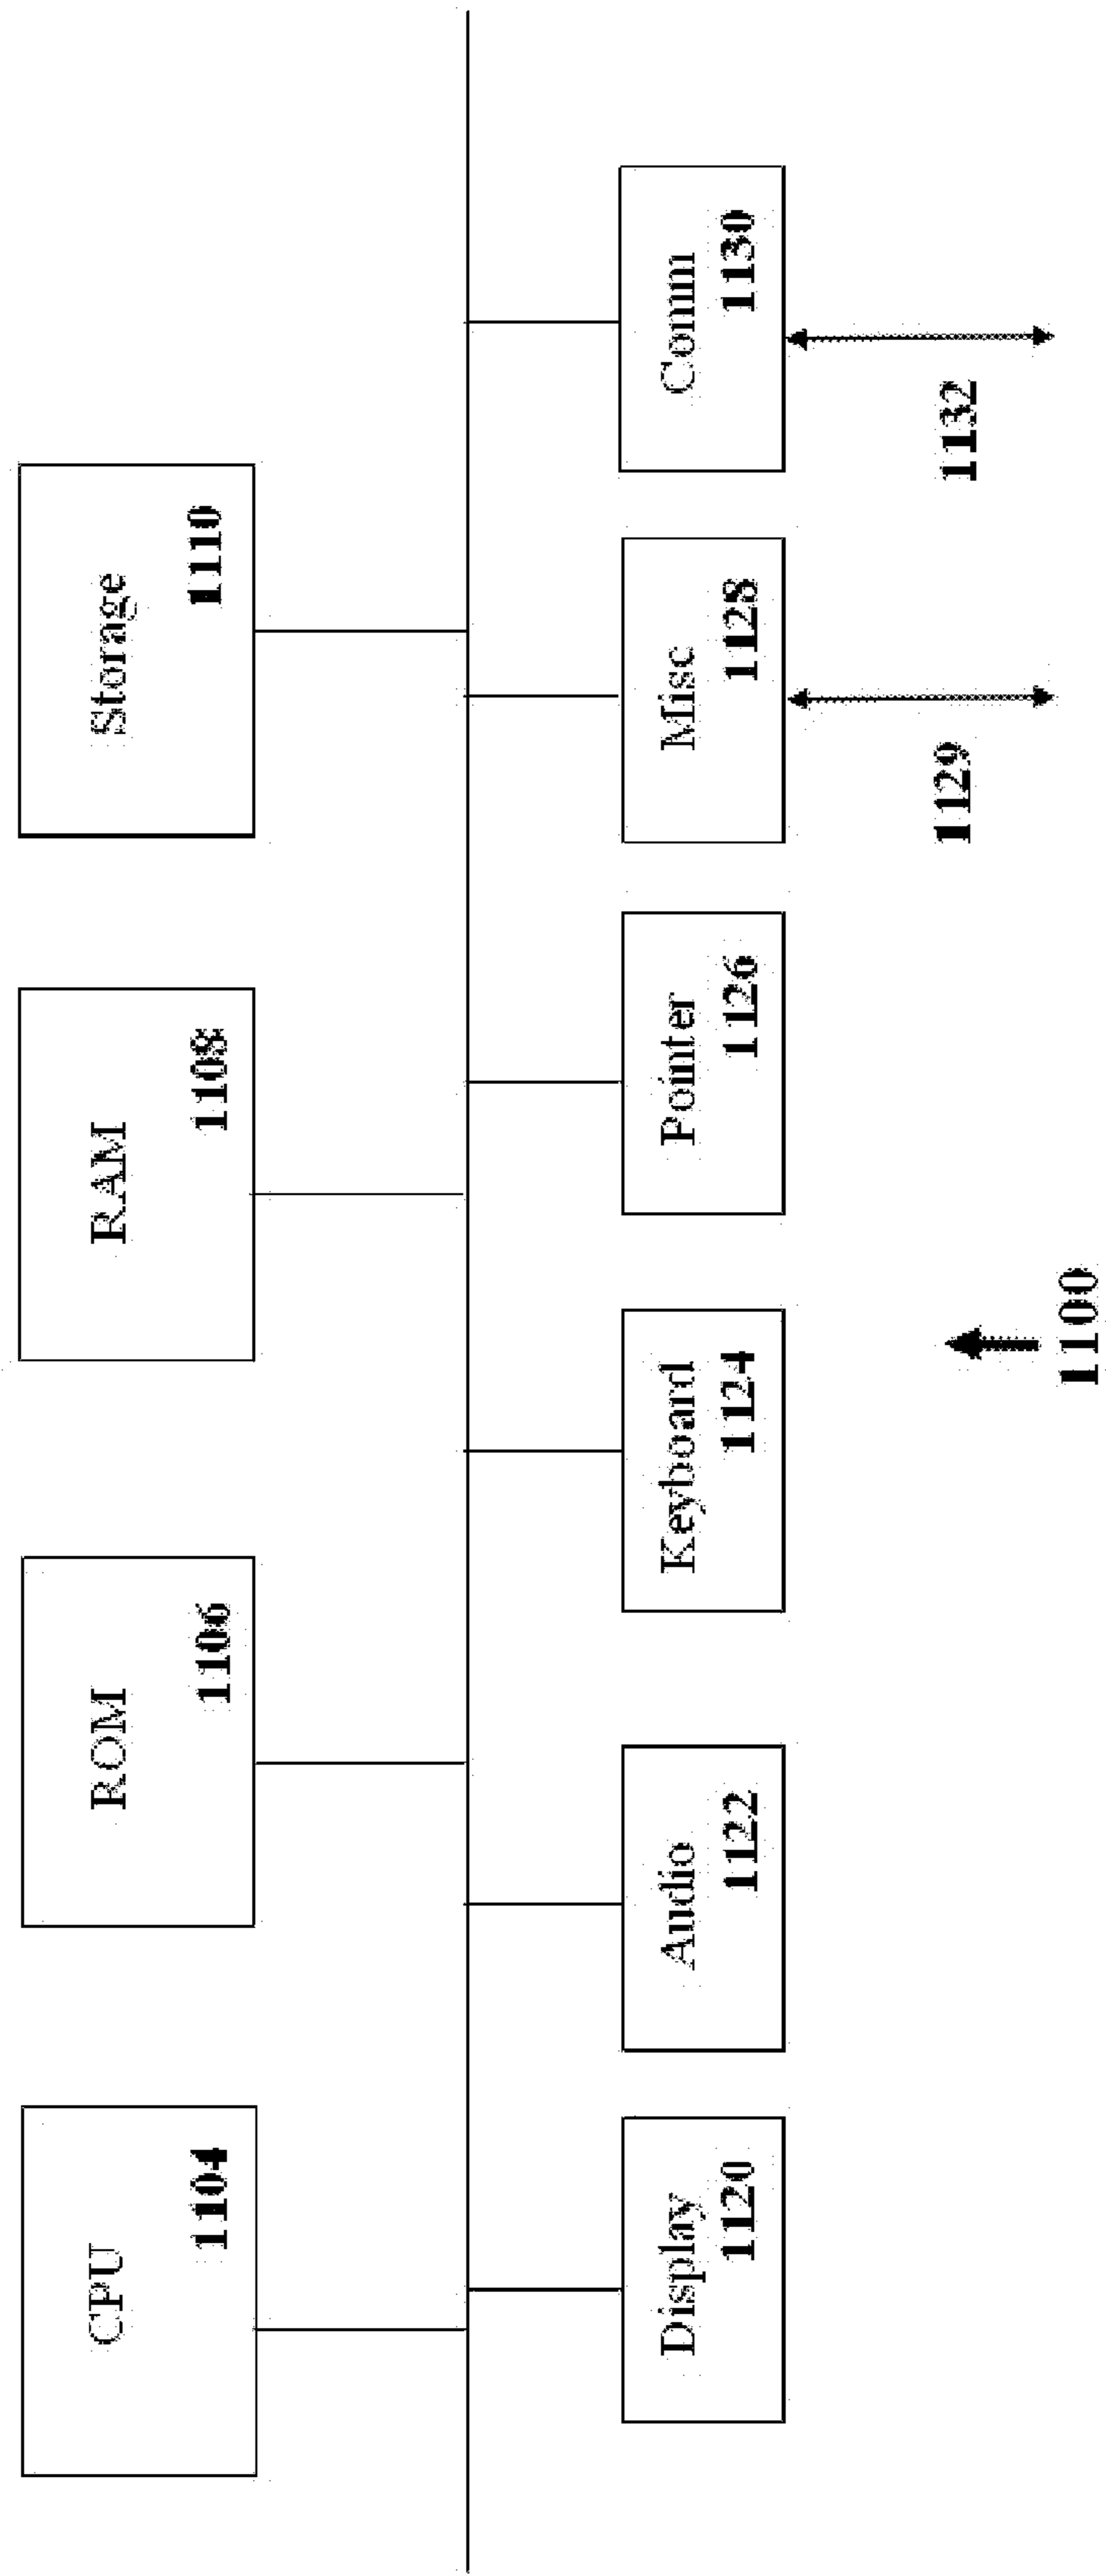 CPU
1104
ROM
1106
RAM
1108
Storage
1110
Display
1120
Audio
1122
Keyboard
1124
Pointer
1126
Misc
1128
Comm
1130
1129
1132
1100